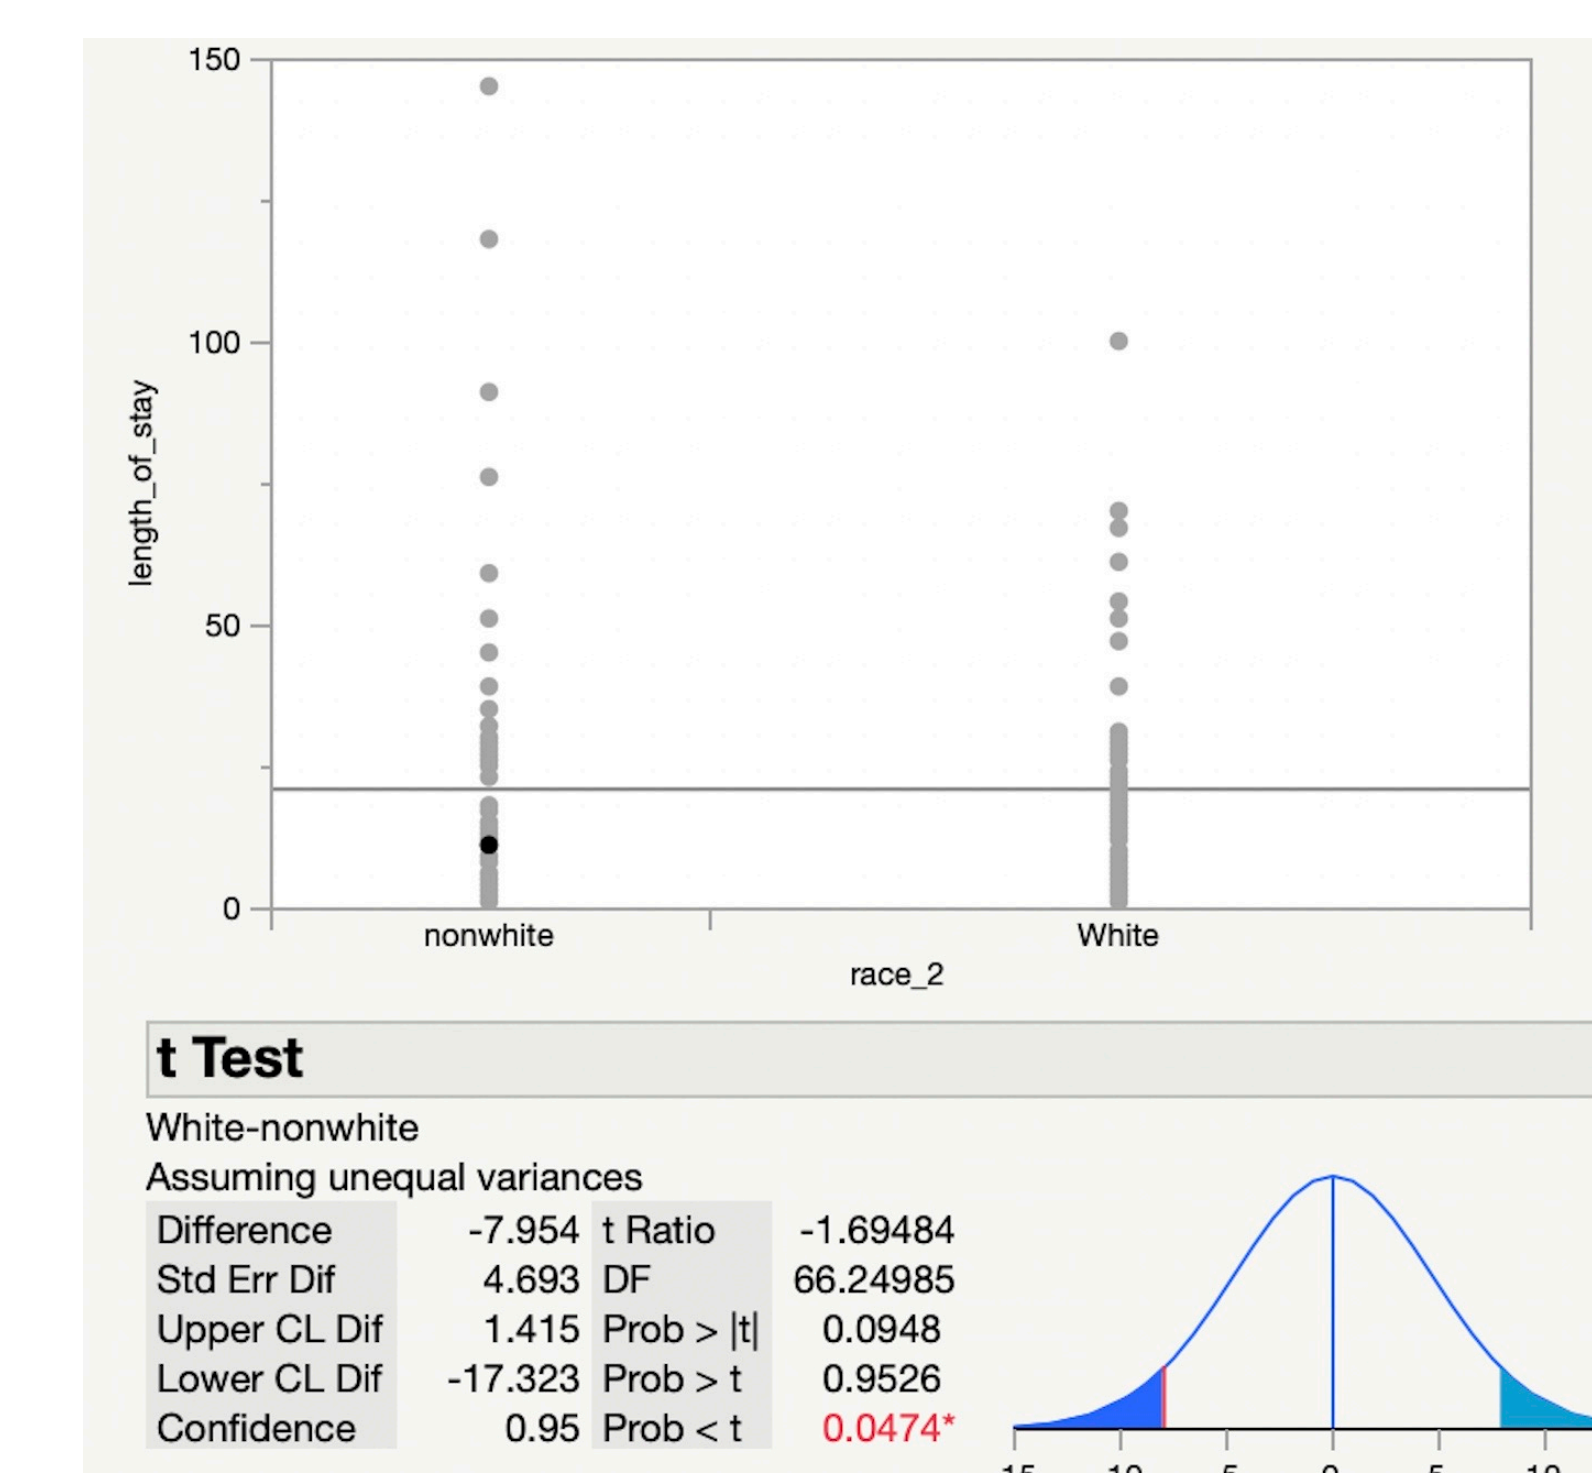 150
100
50
0
length_of_stay
nonwhite White
race_2
t Test
White-nonwhite
Assuming unequal variances
Difference -7.954 t Ratio -1.69484
Std Err Dif 4.693 DF 66.24985
Upper CL Dif 1.415 Prob > |t| 0.0948
Lower CL Dif -17.323 Prob > t 0.9526
Confidence 0.95 Prob < t 0.0474*